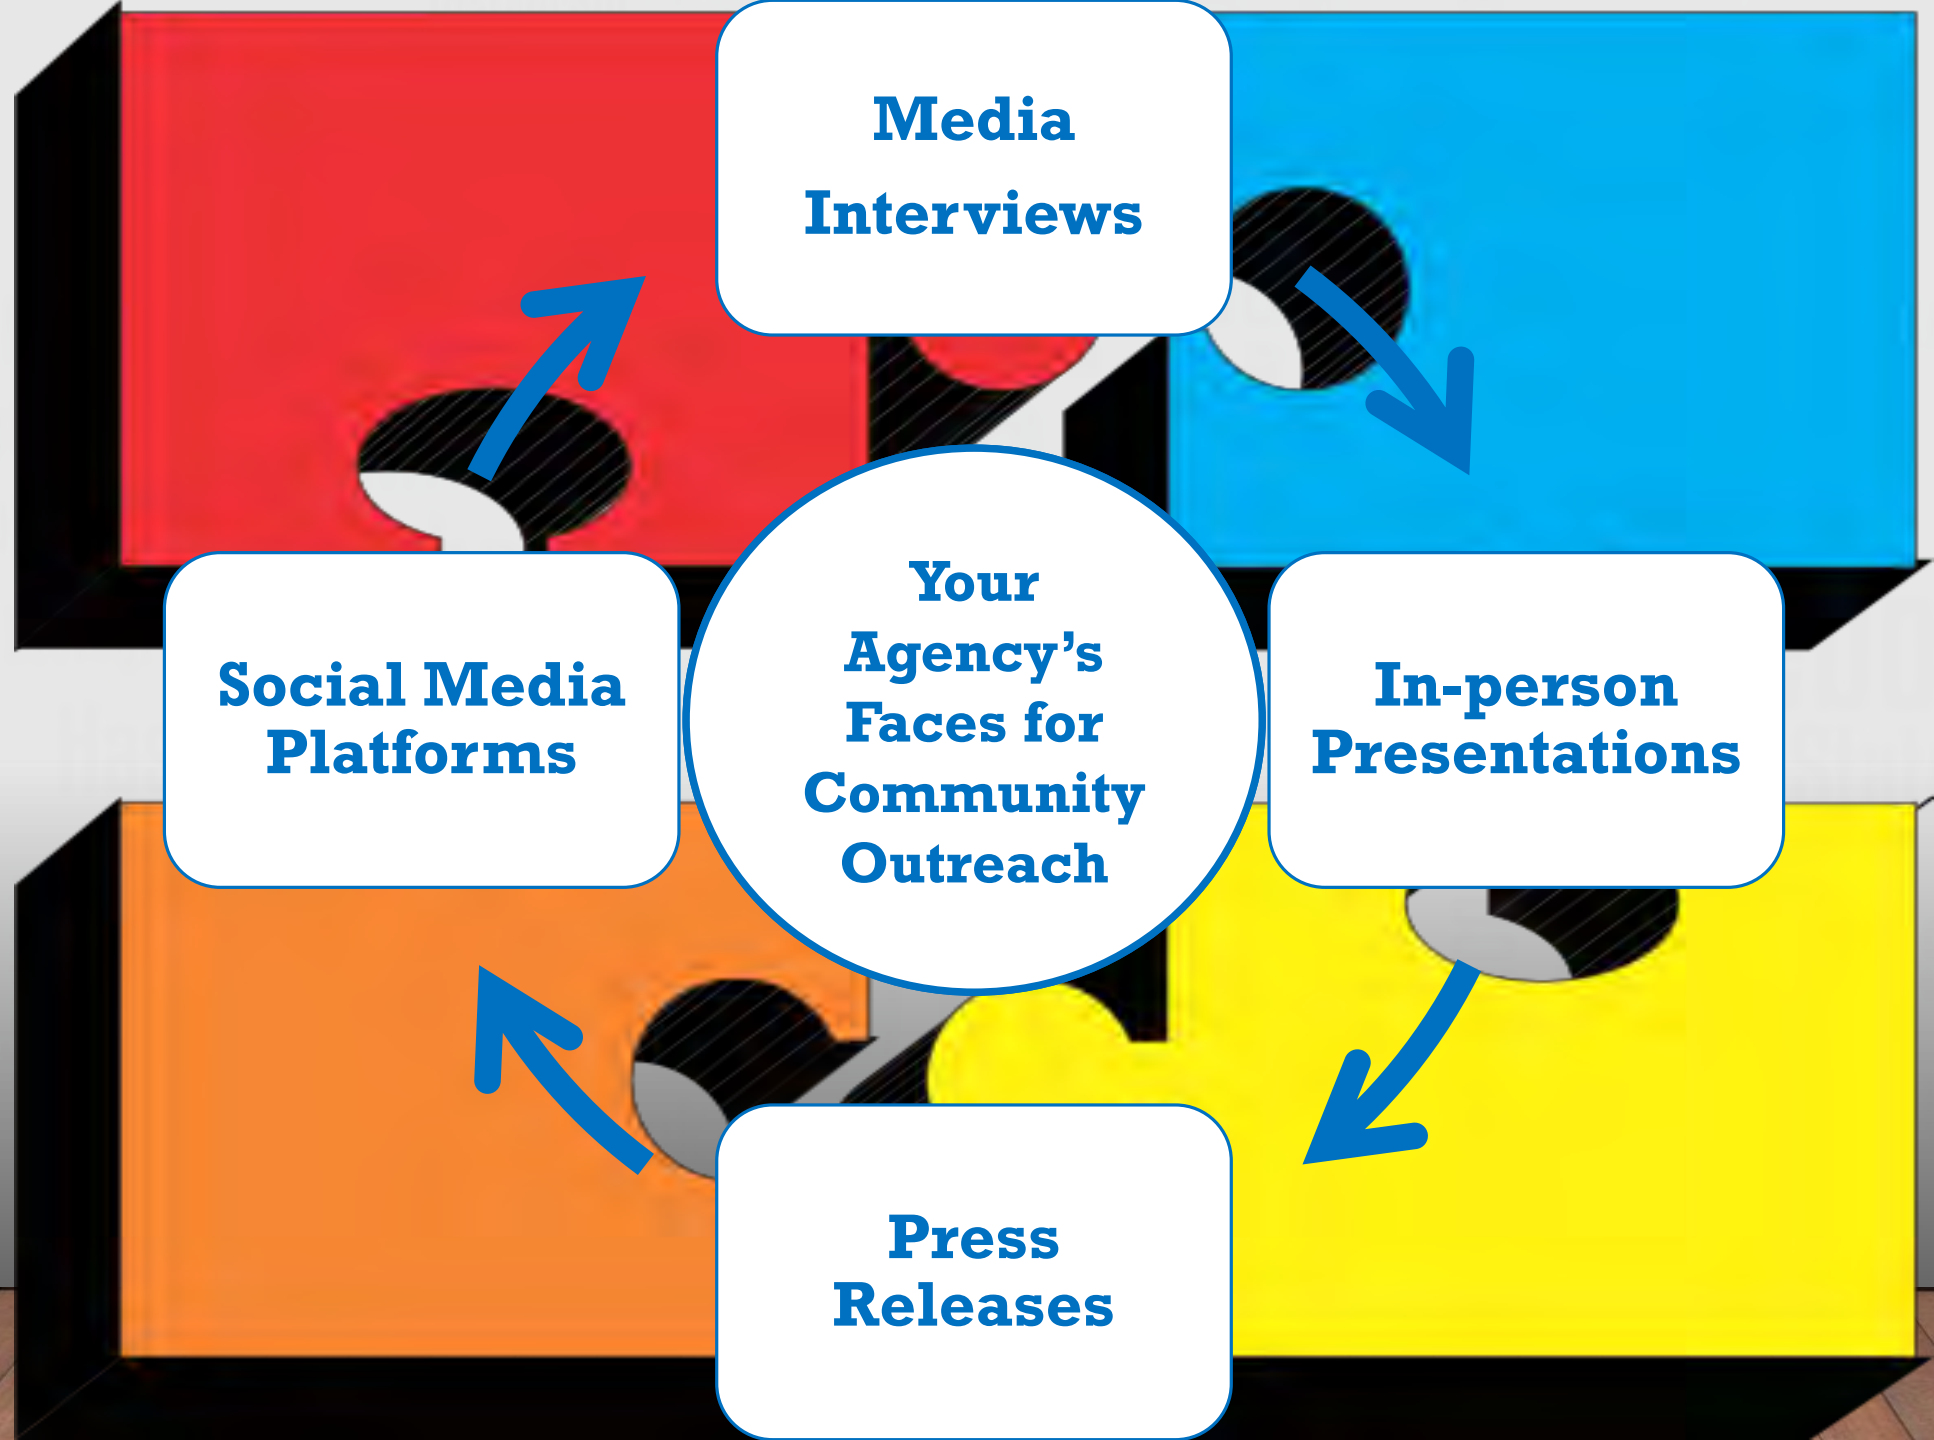 Media
Interviews
Social Media
Platforms
Your
Agency’s
Faces for
Community
Outreach
In-person
Presentations
Press
Releases